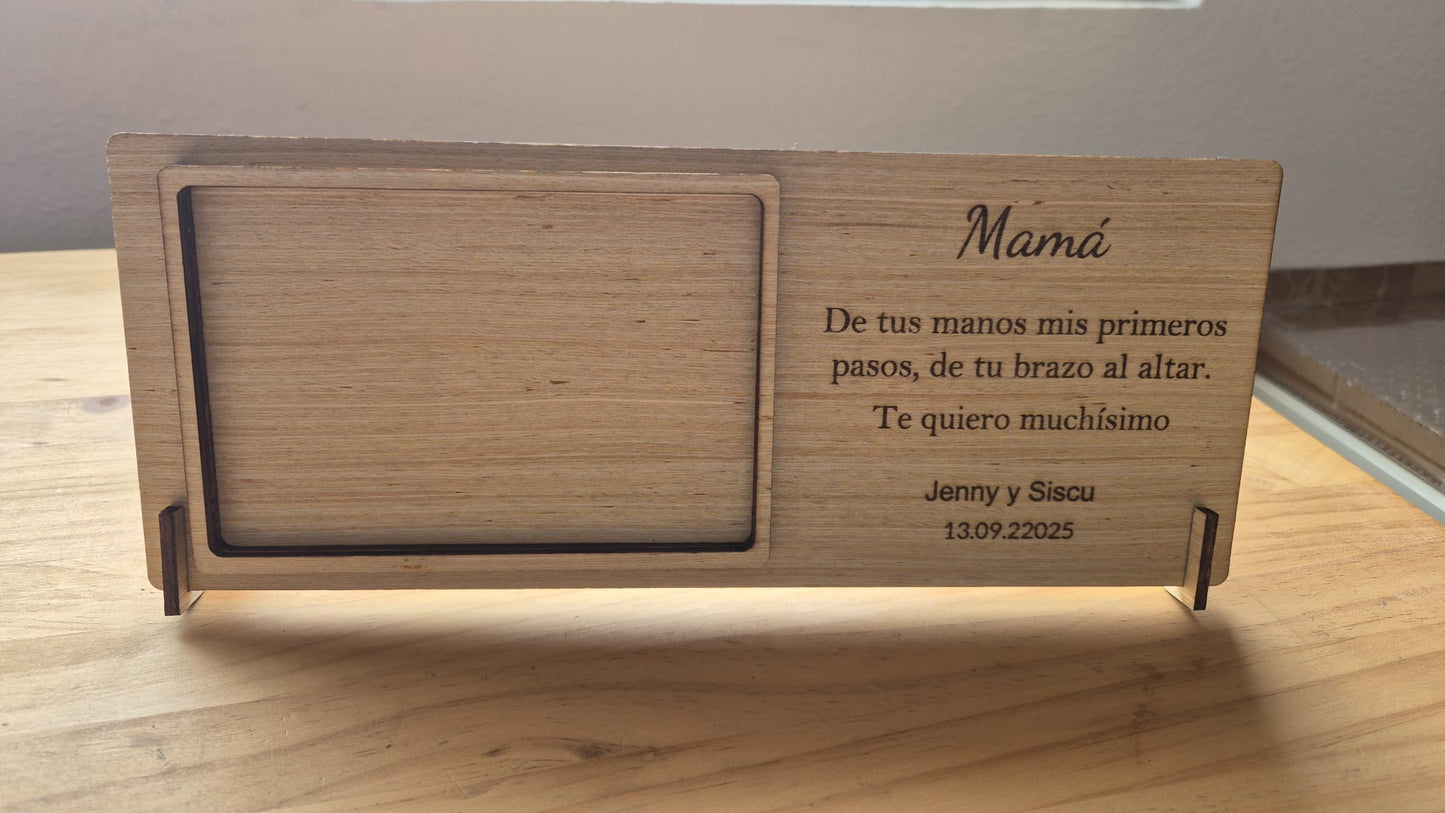 Mamá
De tus manos mis primeros
pasos, de tu brazo al altar.
Te quiero muchísimo
Jenny y Siscu
13.09.22025